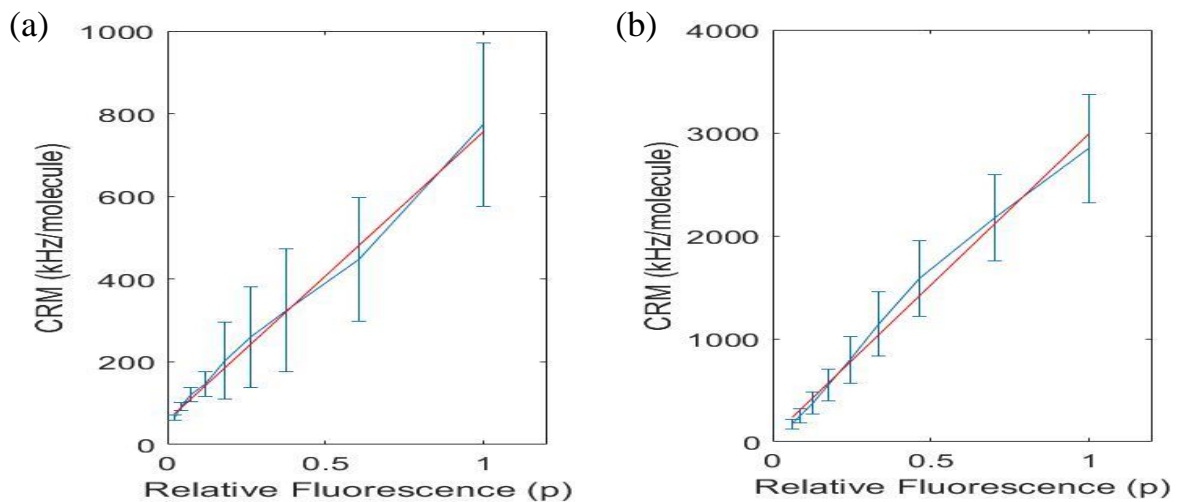 (a)
1000
800
600
400
200
0
CRM (kHz/molecule)
0 0.5 1
Relative Fluorescence (p)
(b)
4000
3000
2000
1000
0
CRM (kHz/molecule)
0 0.5 1
Relative Fluorescence (p)